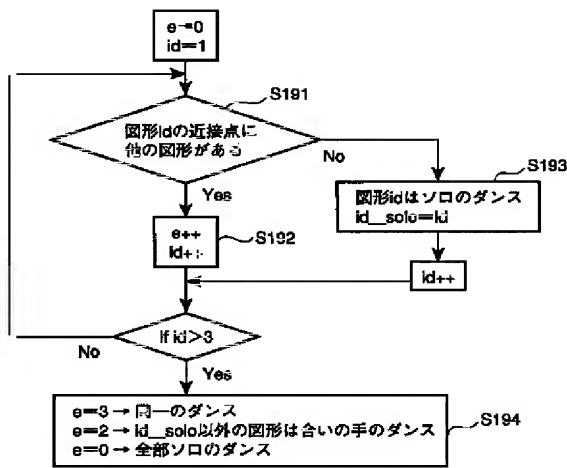 e=0
id=1
S191
図形idの近接点に
他の図形がある
No
Yes
S193
図形idはソロのダンス
id_solo=id
e++
id++
S192
id++
If id>3
No
Yes
e=3→同一のダンス
e=2→id_solo以外の図形は合いの手のダンス
e=0→全部ソロのダンス
S194